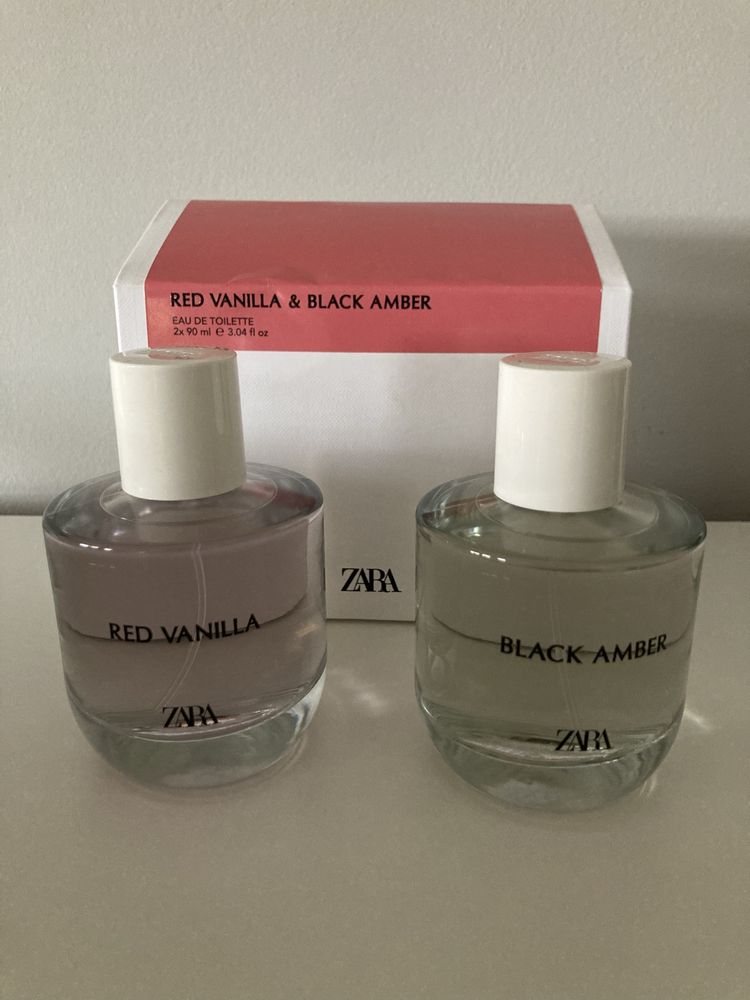 RED VANILLA & BLACK AMBER
EAU DE TOILETTE
2x 90 ml e 3.04 fl oz
ZARA
RED VANILLA
ZARA
BLACK AMBER
ZARA